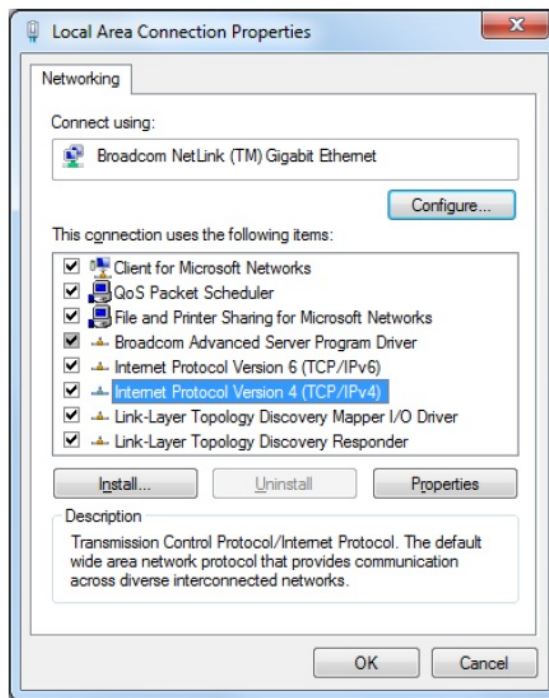 Local Area Connection Properties
Networking
Connect using:
Broadcom NetLink (TM) Gigabit Ethernet
Configure...
This connection uses the following items:
Client for Microsoft Networks
QoS Packet Scheduler
File and Printer Sharing for Microsoft Networks
Broadcom Advanced Server Program Driver
Internet Protocol Version 6 (TCP/IPv6)
Internet Protocol Version 4 (TCP/IPv4)
Link-Layer Topology Discovery Mapper I/O Driver
Link-Layer Topology Discovery Responder
Install... Uninstall Properties
Description
Transmission Control Protocol/Internet Protocol. The default
wide area network protocol that provides communication
across diverse interconnected networks.
OK Cancel